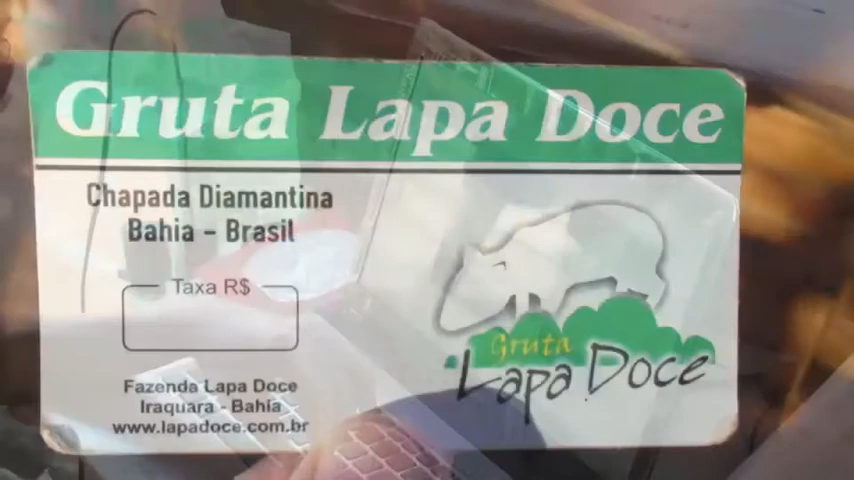 Gruta Lapa Doce
Chapada Diamantina
Bahia - Brasil
Taxa R$
Fazenda Lapa Doce
Iraquara - Bahia
www.lapadoce.com.br
Gruta
Lapa Doce